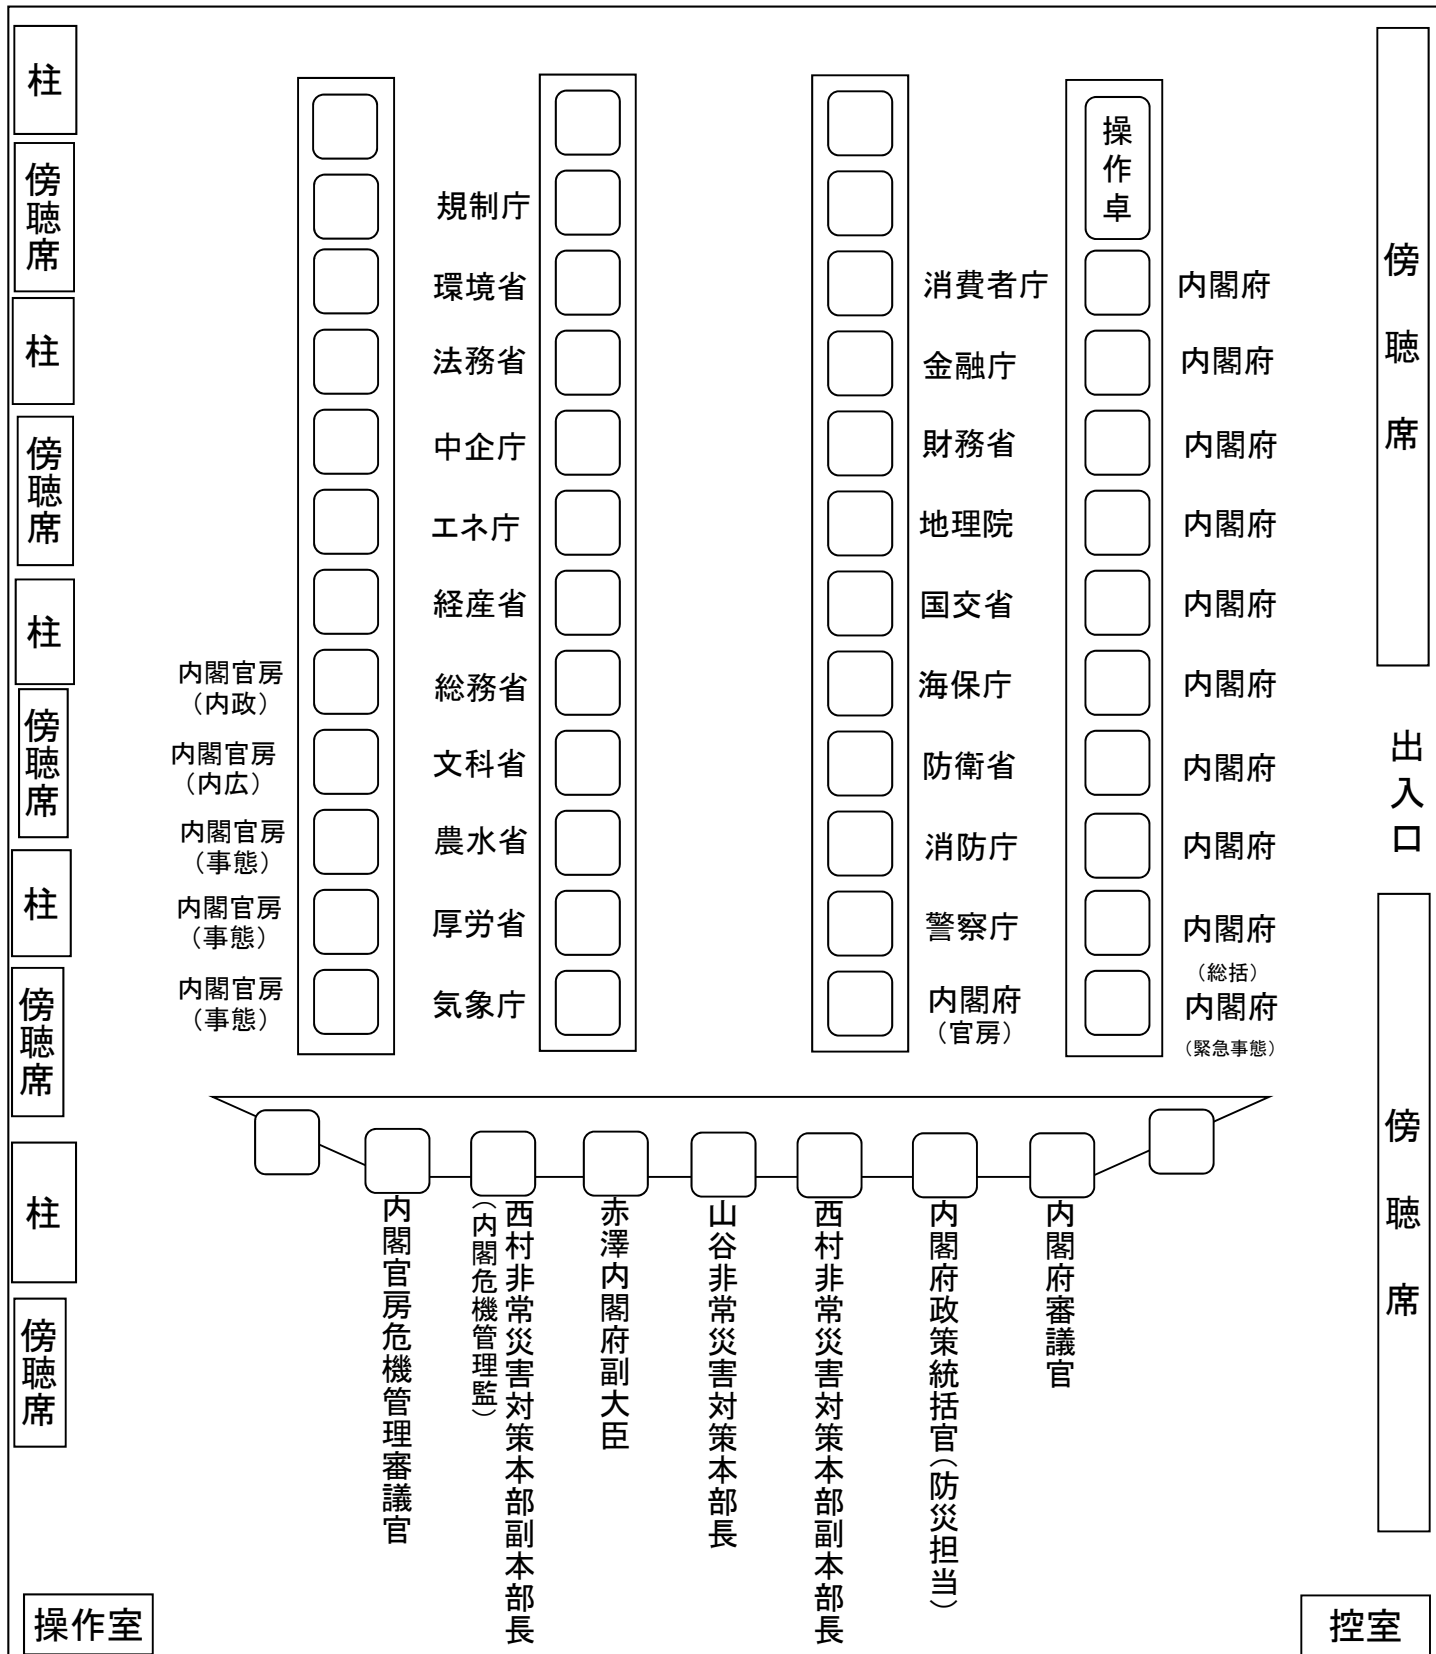 柱
傍聴席
柱
傍聴席
柱
傍聴席
柱
傍聴席
柱
傍聴席
内閣官房
（内政）
内閣官房
（内広）
内閣官房
（事態）
内閣官房
（事態）
内閣官房
（事態）
規制庁
環境省
法務省
中企庁
エネ庁
経産省
総務省
文科省
農水省
厚労省
気象庁
消費者庁
金融庁
財務省
地理院
国交省
海保庁
防衛省
消防庁
警察庁
内閣府
（官房）
操作卓
内閣府
内閣府
内閣府
内閣府
内閣府
内閣府
内閣府
内閣府
内閣府
（総括）
内閣府
（緊急事態）
傍聴席
出入口
傍聴席
内閣官房危機管理審議官
西村非常災害対策本部副本部長
（内閣危機管理監）
赤澤内閣府副大臣
山谷非常災害対策本部長
西村非常災害対策本部副本部長
内閣府政策統括官（防災担当）
内閣府審議官
操作室
控室